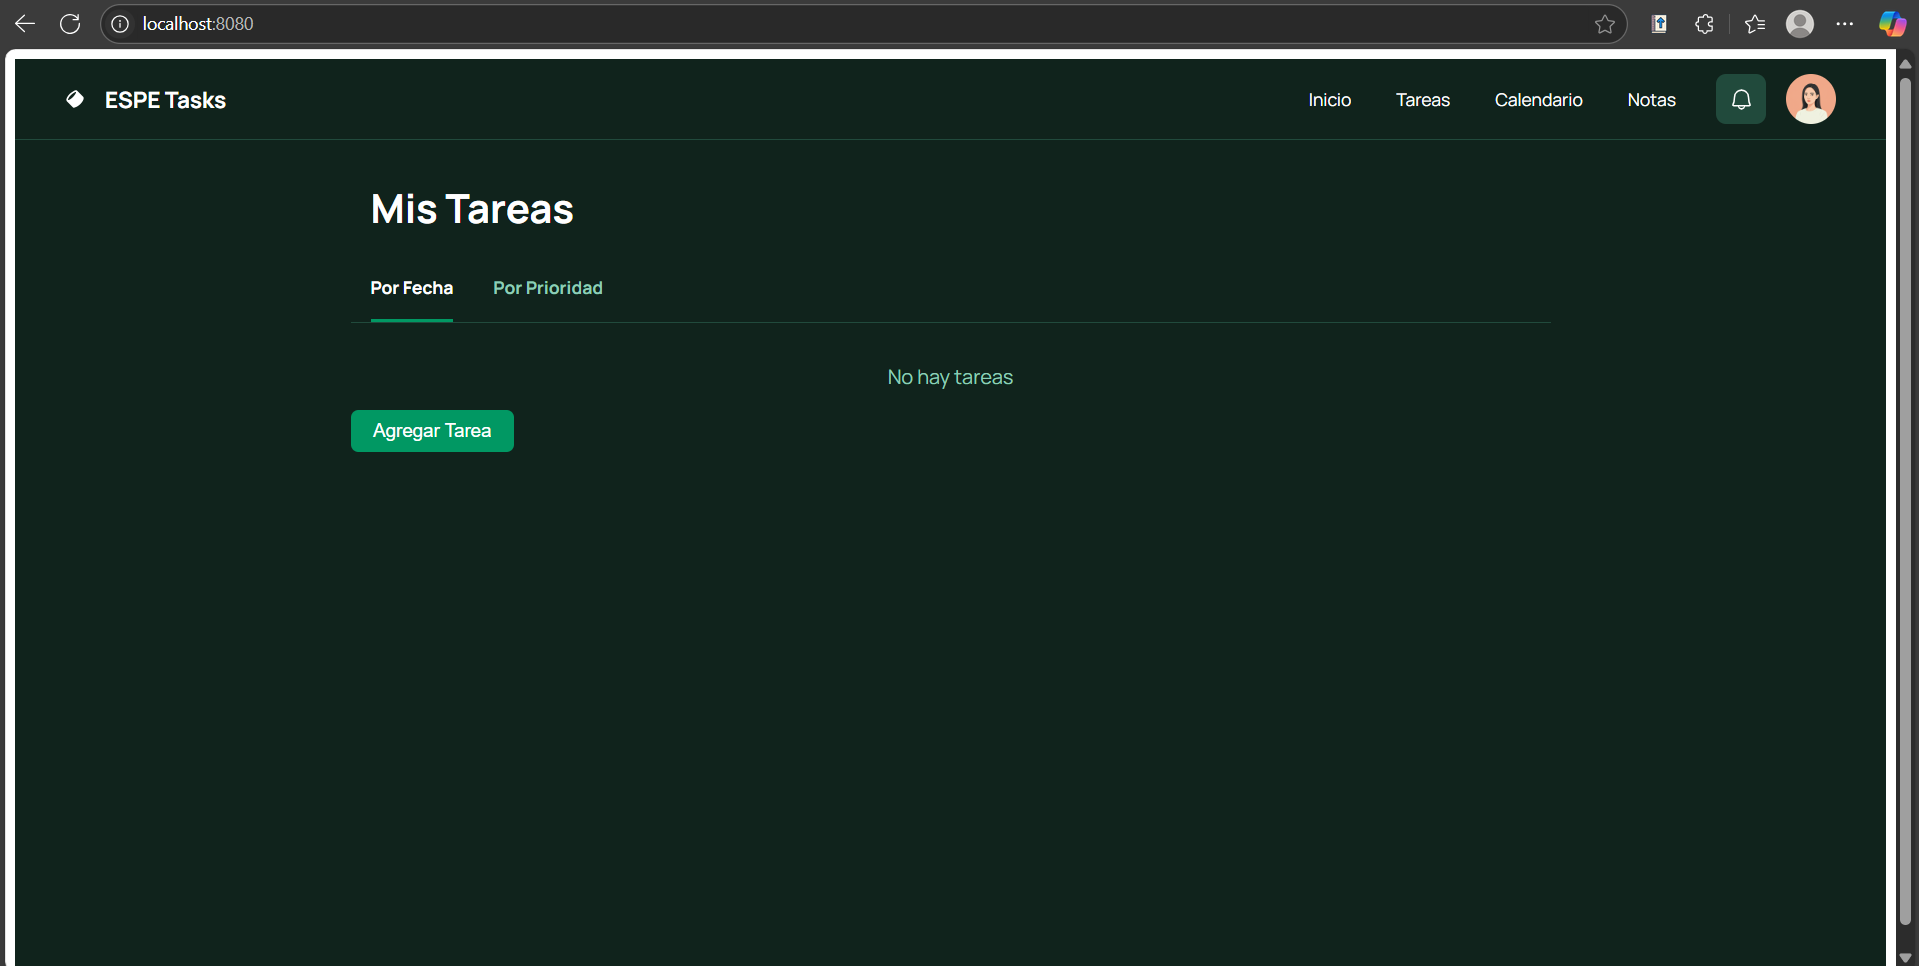 localhost:8080
ESPE Tasks
Inicio
Tareas
Calendario
Notas
Mis Tareas
Por Fecha
Por Prioridad
No hay tareas
Agregar Tarea